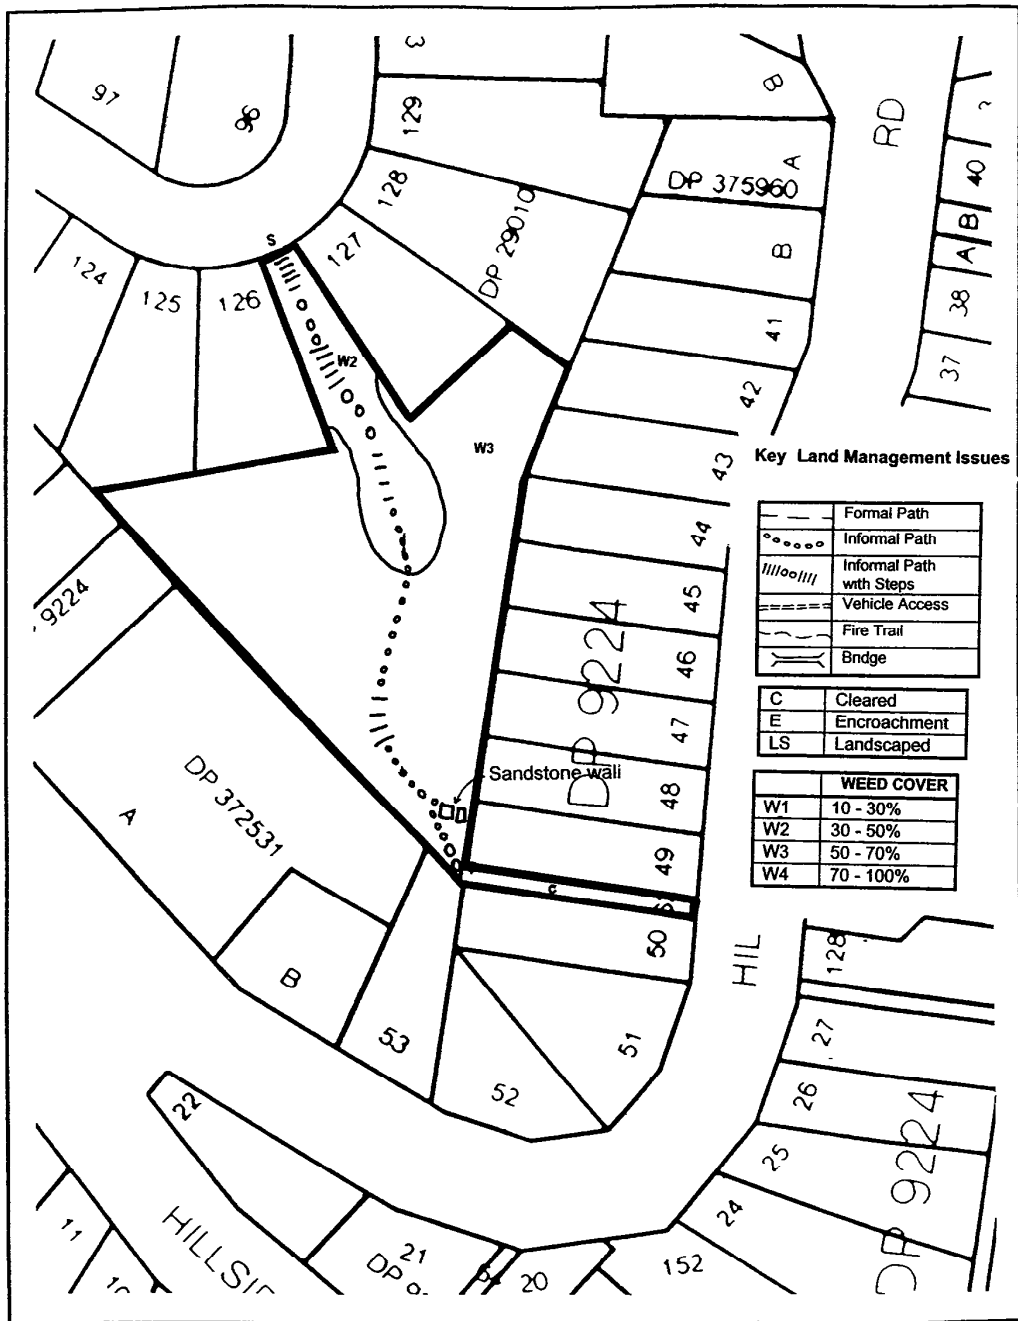 3
97
96
129
B
RD
A
DP 375960
128
40
DP 29010
B
S
127
B
A
124
125
126
38
41
W2
37
42
W3
43
Key Land Management Issues
Formal Path
44
Informal Path
Informal Path
with Steps
9224
45
Vehicle Access
DP 9224
Fire Trail
46
Bridge
C Cleared
47
E Encroachment
LS Landscaped
Sandstone wall
DP 372531
48
WEED COVER
A
W1 10 - 30%
W2 30 - 50%
49
W3 50 - 70%
W4 70 - 100%
C
50
HIL
128
B
53
51
27
52
26
22
DP 9224
25
24
11
HILLSI
21
DP 9
152
20
10